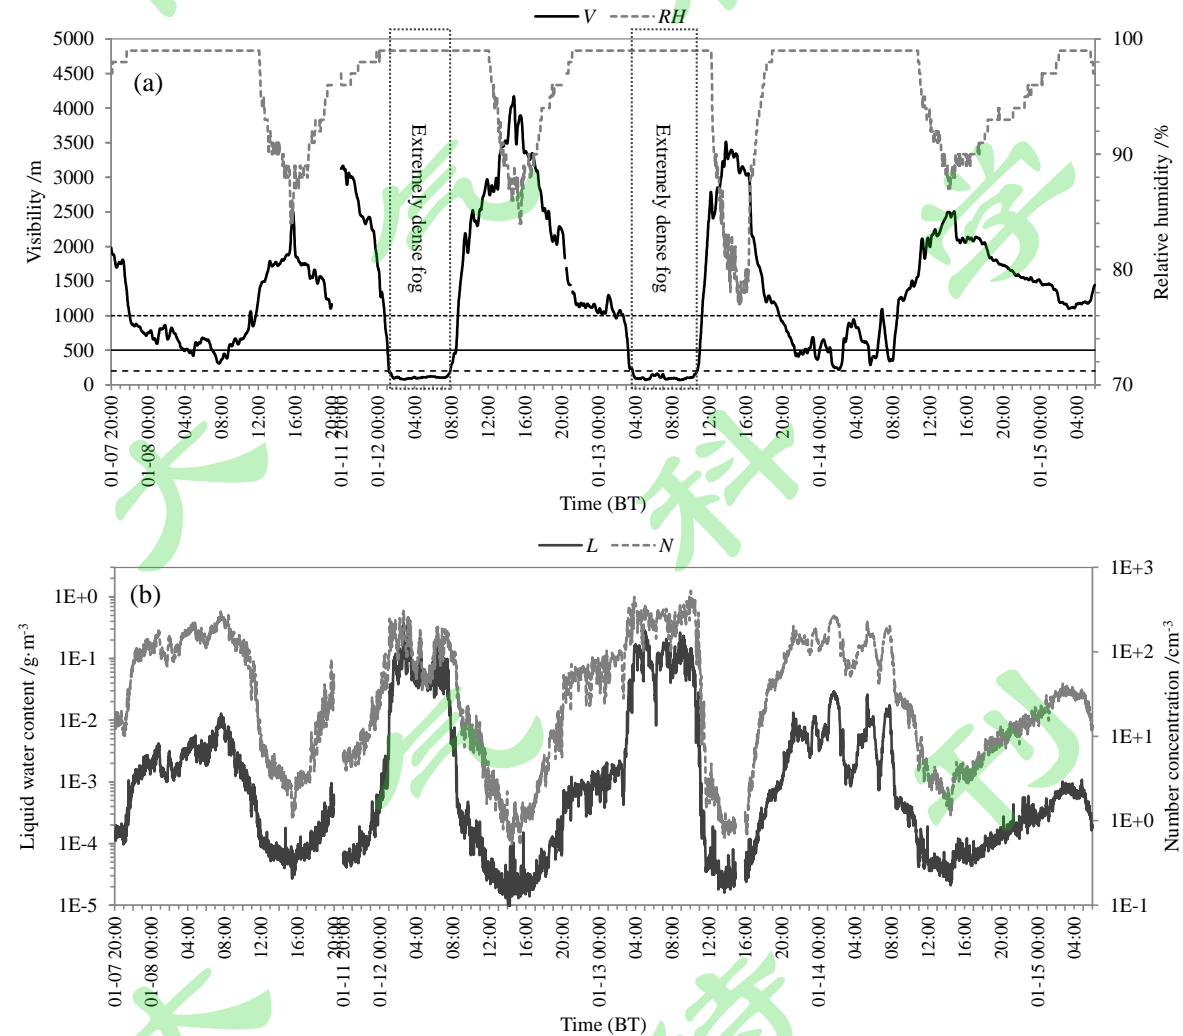 V RH
5000
4500
4000
3500
3000
2500
2000
1500
1000
500
0
Visibility /m
(a)
Extremely dense fog
Extremely dense fog
100
90
80
70
Relative humidity /%
01-07 20:00
01-08 00:00
04:00
08:00
12:00
16:00
20:00
01-11 20:00
01-12 00:00
04:00
08:00
12:00
16:00
20:00
01-13 00:00
04:00
08:00
12:00
16:00
20:00
01-14 00:00
04:00
08:00
12:00
16:00
20:00
01-15 00:00
04:00
Time (BT)
L N
1E+0
1E-1
1E-2
1E-3
1E-4
1E-5
Liquid water content /g·m⁻³
(b)
1E+3
1E+2
1E+1
1E+0
1E-1
Number concentration /cm⁻³
01-07 20:00
01-08 00:00
04:00
08:00
12:00
16:00
20:00
01-11 20:00
01-12 00:00
04:00
08:00
12:00
16:00
20:00
01-13 00:00
04:00
08:00
12:00
16:00
20:00
01-14 00:00
04:00
08:00
12:00
16:00
20:00
01-15 00:00
04:00
Time (BT)
气
学
大
科
气
刊